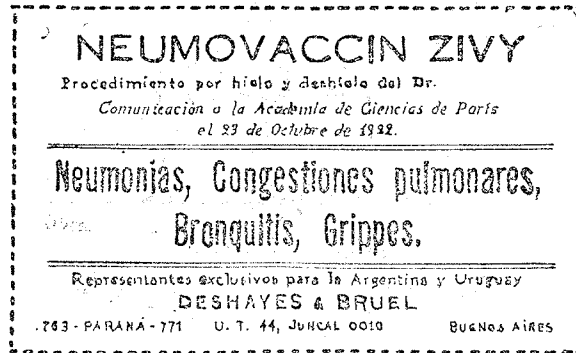 NEUMOVACCIN ZIVY
Procedimiento por hielo y deshielo del Dr.
Comunicación a la Academia de Ciencias de París
el 23 de Octubre de 1922.
Neumonías, Congestiones pulmonares,
Bronquitis, Grippes.
Representantes exclusivos para la Argentina y Uruguay
DESHAYES & BRUEL
763 - PARANÁ - 771 U. T. 44, JUNCAL 0010 BUENOS AIRES